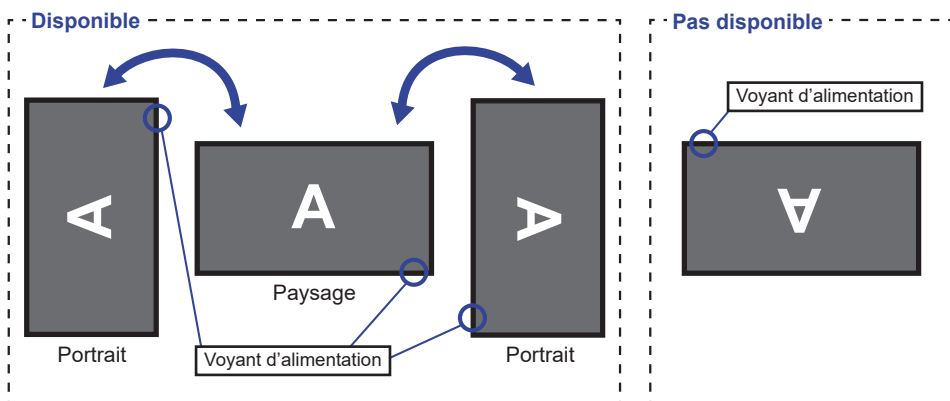 Disponible
Pas disponible
Voyant d’alimentation
A
A
A
A
Paysage
Portrait
Voyant d’alimentation
Portrait